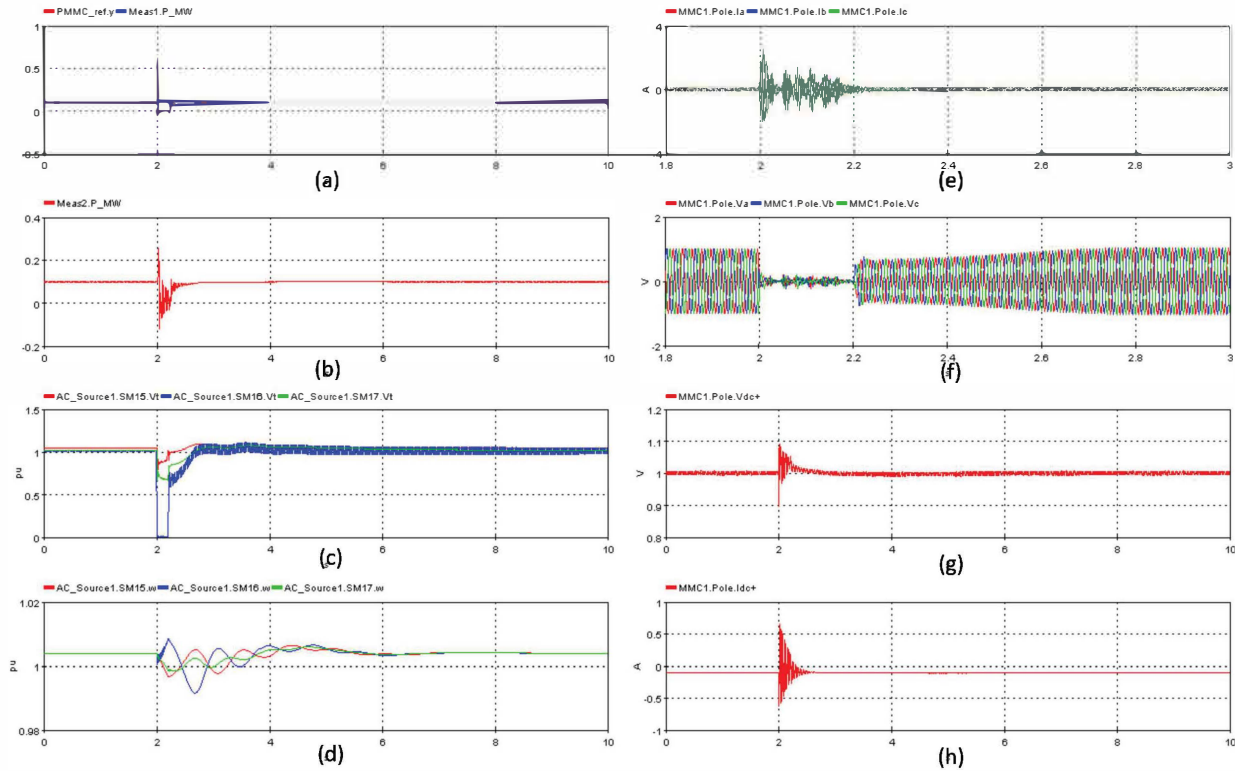 PMMC_ref.y Meas1.P_MW
1
0.5
0
-0.5
0 2 4 6 8 10
(a)
Meas2.P_MW
0.4
0.2
0
-0.2
0 2 4 6 8 10
(b)
AC_Source1.SM15.Vt AC_Source1.SM16.Vt AC_Source1.SM17.Vt
1.5
1
0.5
0
pu
0 2 4 6 8 10
(c)
AC_Source1.SM15.w AC_Source1.SM16.w AC_Source1.SM17.w
1.02
1
0.98
pu
0 2 4 6 8 10
(d)
MMC1.Pole.Ia MMC1.Pole.Ib MMC1.Pole.Ic
4
0
-4
A
1.8 2 2.2 2.4 2.6 2.8 3
(e)
MMC1.Pole.Va MMC1.Pole.Vb MMC1.Pole.Vc
2
0
-2
V
1.8 2 2.2 2.4 2.6 2.8 3
(f)
MMC1.Pole.Vdc+
1.2
1.1
1
0.9
0.8
V
0 2 4 6 8 10
(g)
MMC1.Pole.Idc+
1
0.5
0
-0.5
-1
A
0 2 4 6 8 10
(h)